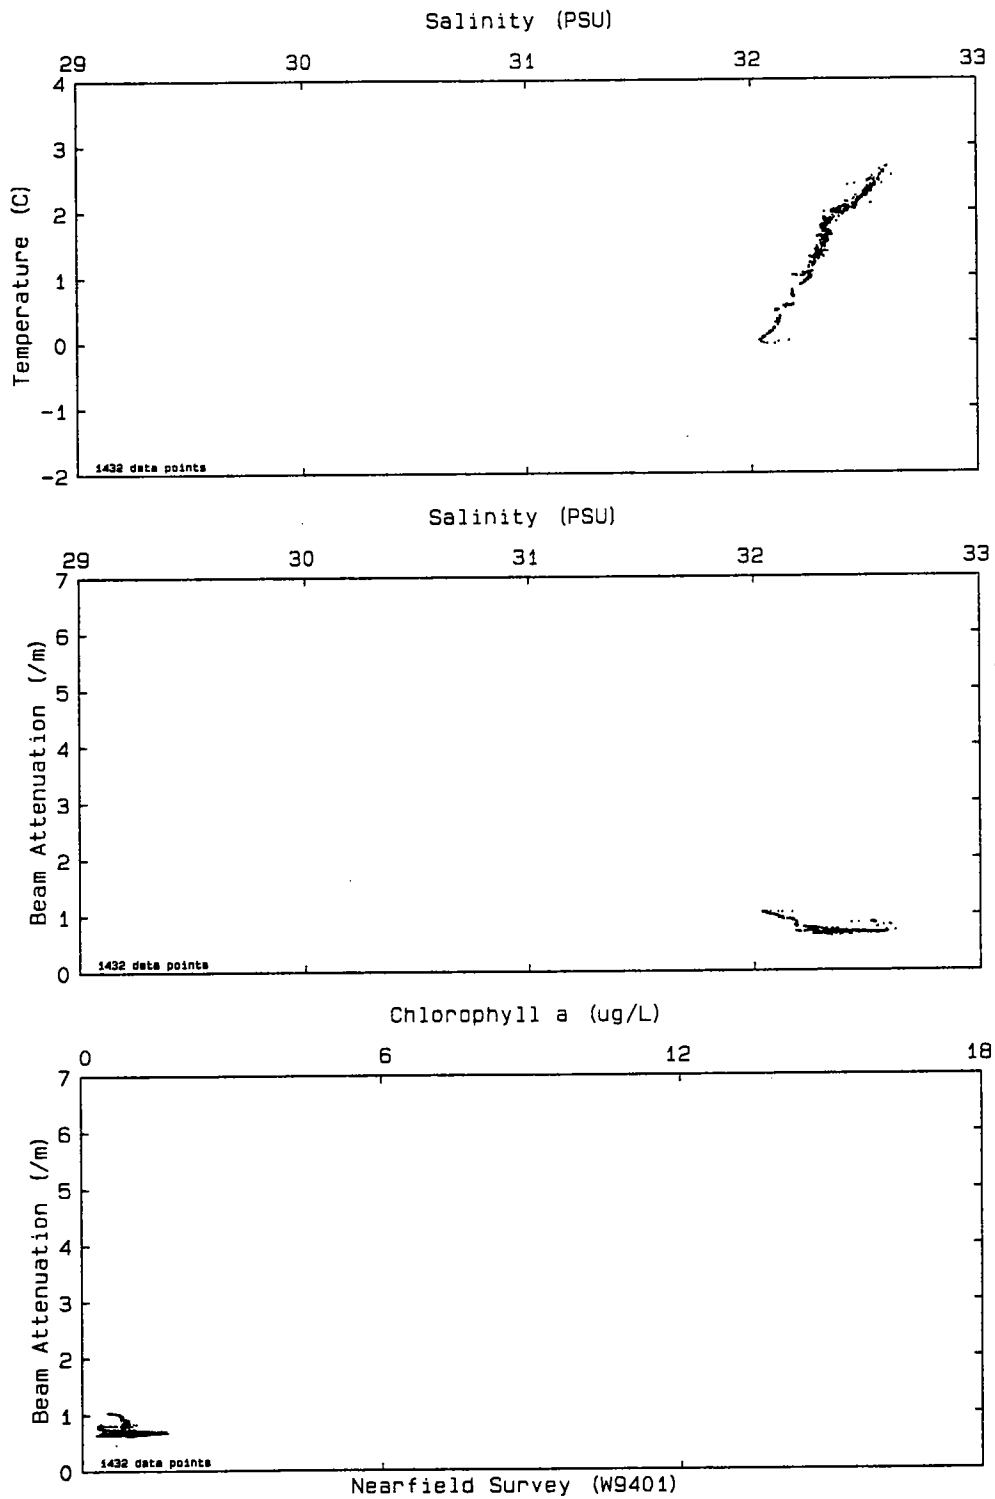 Salinity (PSU)
29 30 31 32 33
4
3
2
1
0
-1
-2
Temperature (C)
1432 data points
Salinity (PSU)
29 30 31 32 33
7
6
5
4
3
2
1
0
Beam Attenuation (/m)
1432 data points
Chlorophyll a (ug/L)
0 6 12 18
7
6
5
4
3
2
1
0
Beam Attenuation (/m)
1432 data points
Nearfield Survey (W9401)